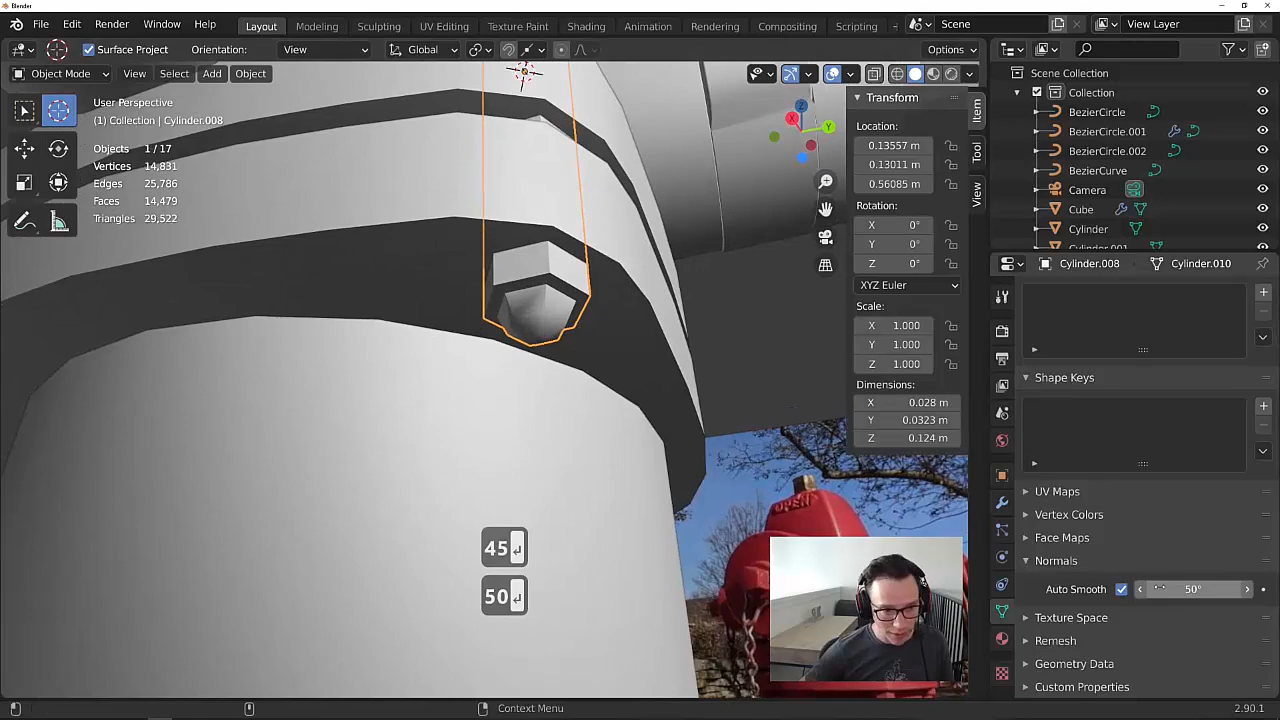 Blender
File Edit Render Window Help
Layout Modeling Sculpting UV Editing Texture Paint Shading Animation Rendering Compositing Scripting
Scene
View Layer
Surface Project Orientation: View Global Options
Object Mode View Select Add Object
User Perspective
(1) Collection | Cylinder.008
Objects 1 / 17
Vertices 14,831
Edges 25,786
Faces 14,479
Triangles 29,522
X
Y
Z
Transform
Location:
0.13557 m
0.13011 m
0.56085 m
Rotation:
X 0°
Y 0°
Z 0°
XYZ Euler
Scale:
X 1.000
Y 1.000
Z 1.000
Dimensions:
X 0.028 m
Y 0.0323 m
Z 0.124 m
Item
Tool
View
Scene Collection
Collection
BezierCircle
BezierCircle.001
BezierCircle.002
BezierCurve
Camera
Cube
Cylinder
Cylinder.001
Cylinder.008 Cylinder.010
Shape Keys
UV Maps
Vertex Colors
Face Maps
Normals
Auto Smooth 50°
Texture Space
Remesh
Geometry Data
Custom Properties
OPEN
45
50
Context Menu
2.90.1